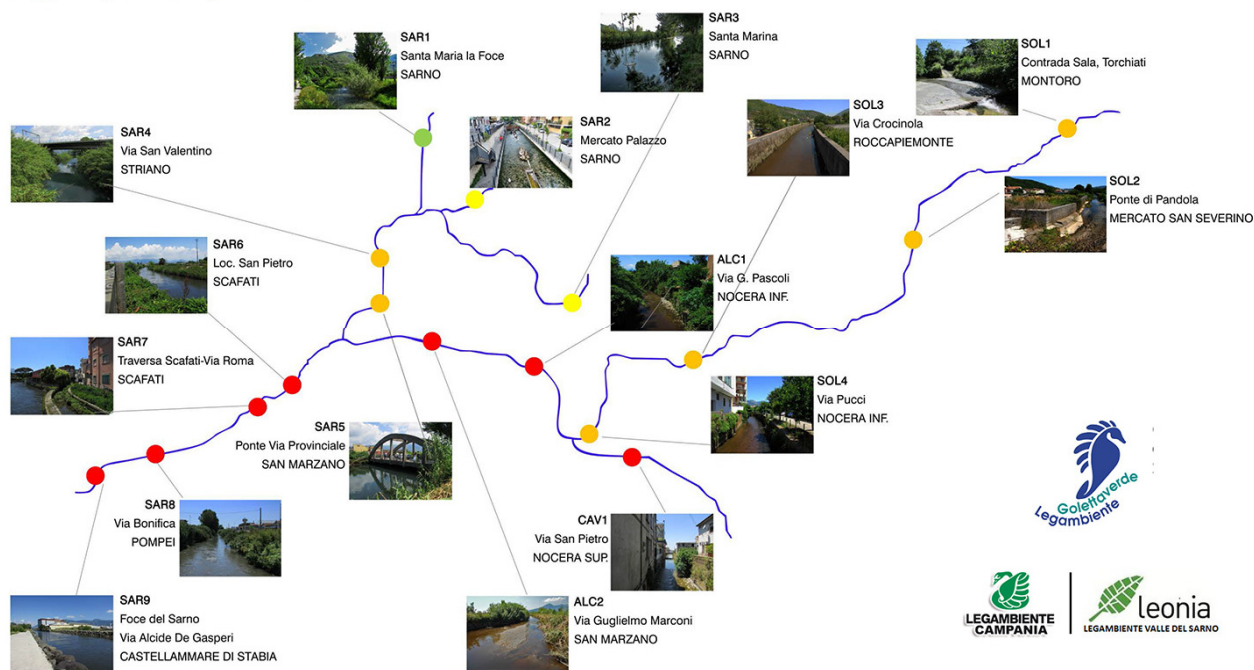 SAR1
Santa Maria la Foce
SARNO
SAR3
Santa Marina
SARNO
SOL1
Contrada Sala, Torchiati
MONTORO
SAR4
Via San Valentino
STRIANO
SAR2
Mercato Palazzo
SARNO
SOL3
Via Crocinola
ROCCAPIEMONTE
SOL2
Ponte di Pandola
MERCATO SAN SEVERINO
SAR6
Loc. San Pietro
SCAFATI
ALC1
Via G. Pascoli
NOCERA INF.
SAR7
Traversa Scafati-Via Roma
SCAFATI
SOL4
Via Pucci
NOCERA INF.
SAR5
Ponte Via Provinciale
SAN MARZANO
SAR8
Via Bonifica
POMPEI
CAV1
Via San Pietro
NOCERA SUP.
SAR9
Foce del Sarno
Via Alcide De Gasperi
CASTELLAMMARE DI STABIA
ALC2
Via Guglielmo Marconi
SAN MARZANO
Golettaverde
Legambiente
LEGAMBIENTE
CAMPANIA
leonia
LEGAMBIENTE VALLE DEL SARNO